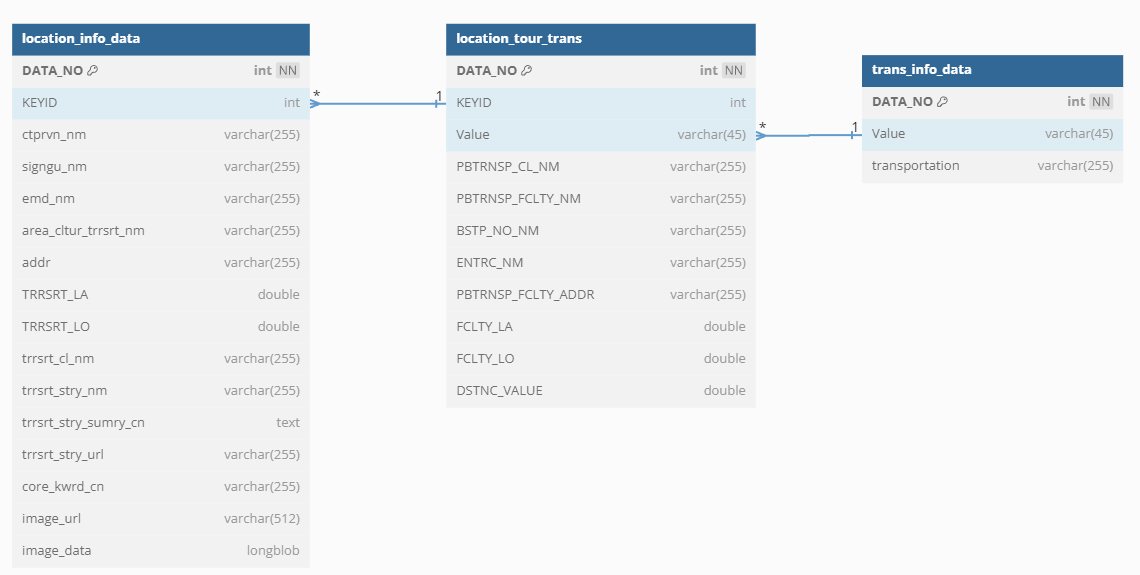 location_info_data
DATA_NO int NN
KEYID int
ctprvn_nm varchar(255)
signgu_nm varchar(255)
emd_nm varchar(255)
area_cltur_trrsrt_nm varchar(255)
addr varchar(255)
TRRSRT_LA double
TRRSRT_LO double
trrsrt_cl_nm varchar(255)
trrsrt_stry_nm varchar(255)
trrsrt_stry_sumry_cn text
trrsrt_stry_url varchar(255)
core_kwrd_cn varchar(255)
image_url varchar(512)
image_data longblob
* 1
location_tour_trans
DATA_NO int NN
KEYID int
Value varchar(45)
PBTRNSP_CL_NM varchar(255)
PBTRNSP_FCLTY_NM varchar(255)
BSTP_NO_NM varchar(255)
ENTRC_NM varchar(255)
PBTRNSP_FCLTY_ADDR varchar(255)
FCLTY_LA double
FCLTY_LO double
DSTNC_VALUE double
* 1
trans_info_data
DATA_NO int NN
Value varchar(45)
transportation varchar(255)